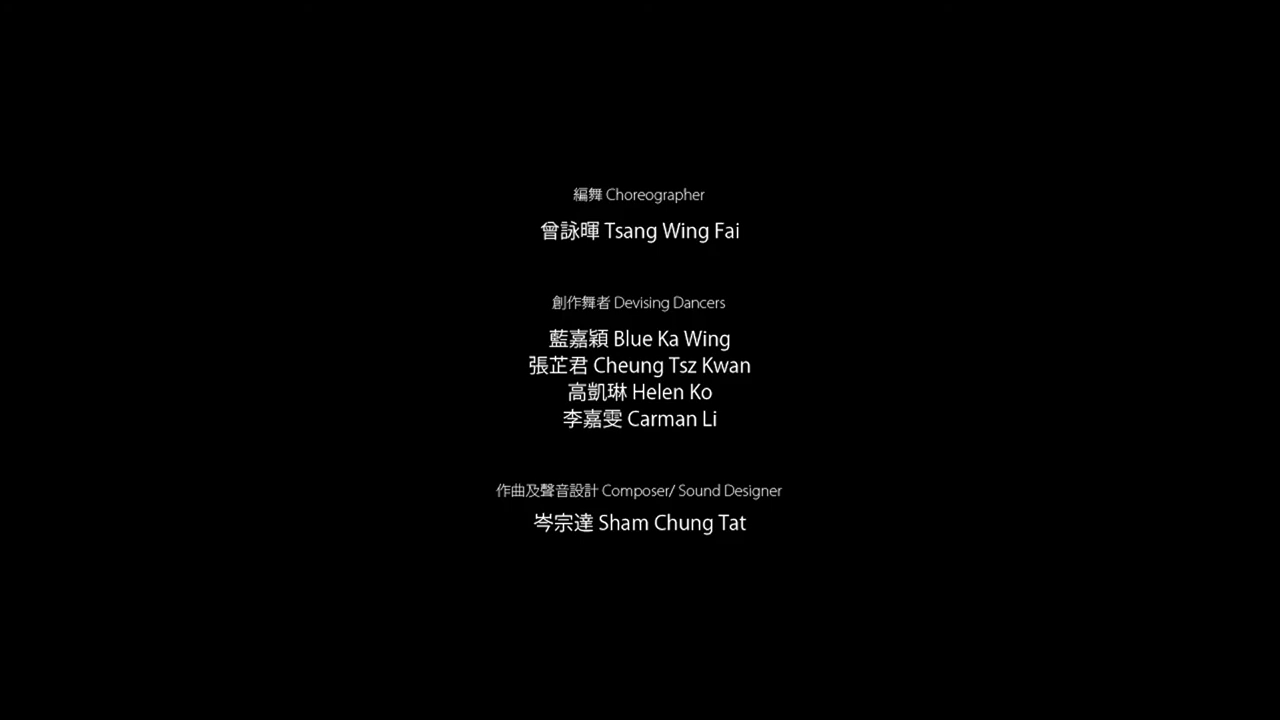 編舞 Choreographer
曾詠暉 Tsang Wing Fai
創作舞者 Devising Dancers
藍嘉穎 Blue Ka Wing
張芷君 Cheung Tsz Kwan
高凱琳 Helen Ko
李嘉雯 Carman Li
作曲及聲音設計 Composer/ Sound Designer
岑宗達 Sham Chung Tat